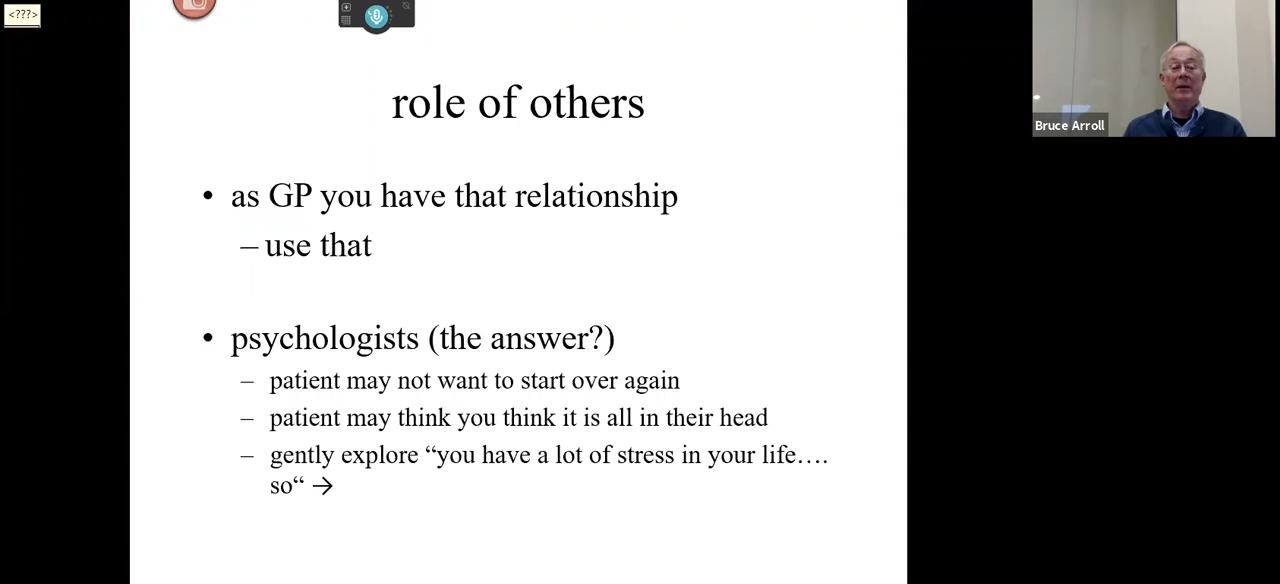 <???>
role of others
• as GP you have that relationship
– use that
• psychologists (the answer?)
– patient may not want to start over again
– patient may think you think it is all in their head
– gently explore “you have a lot of stress in your life….
so“ →
Bruce Arroll